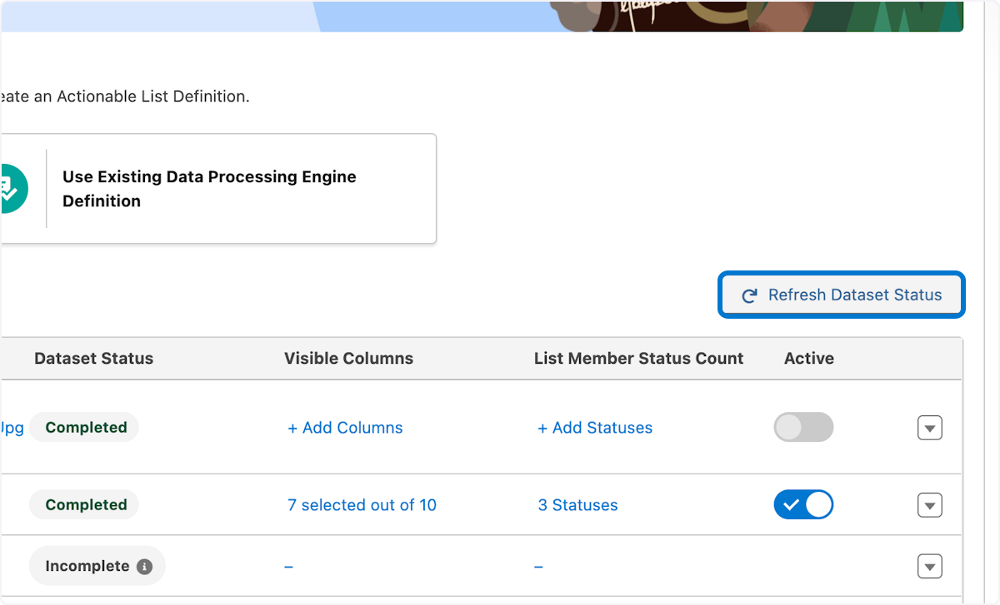 eate an Actionable List Definition.
Use Existing Data Processing Engine
Definition
Refresh Dataset Status
Dataset Status Visible Columns List Member Status Count Active
Upg Completed + Add Columns + Add Statuses
Completed 7 selected out of 10 3 Statuses
Incomplete – –